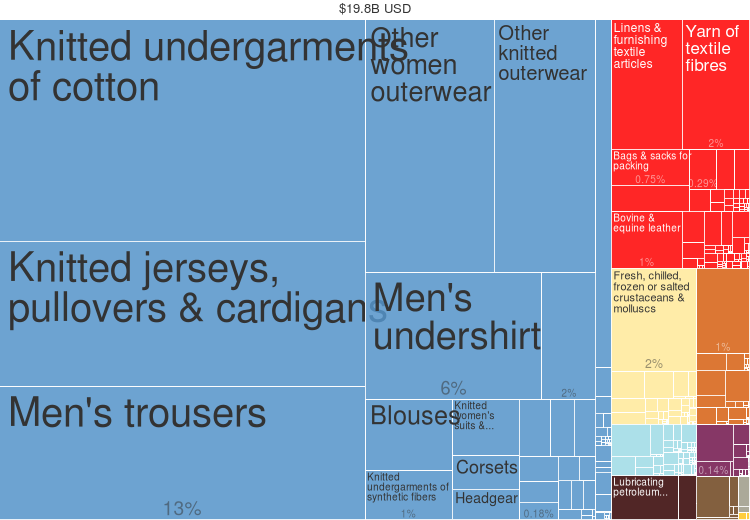 $19.8B USD
Knitted undergarments
of cotton
Knitted jerseys,
pullovers & cardigans
Men's trousers
13%
Other
women
outerwear
Other
knitted
outerwear
Men's
undershirt
6%
2%
Blouses
Knitted
women's
suits &...
Knitted
undergarments of
synthetic fibers
1%
Corsets
Headgear
0.18%
Linens &
furnishing
textile
articles
Yarn of
textile
fibres
2%
Bags & sacks for
packing
0.75%
0.29%
Bovine &
equine leather
1%
Fresh, chilled,
frozen or salted
crustaceans &
molluscs
2%
1%
0.14%
Lubricating
petroleum...